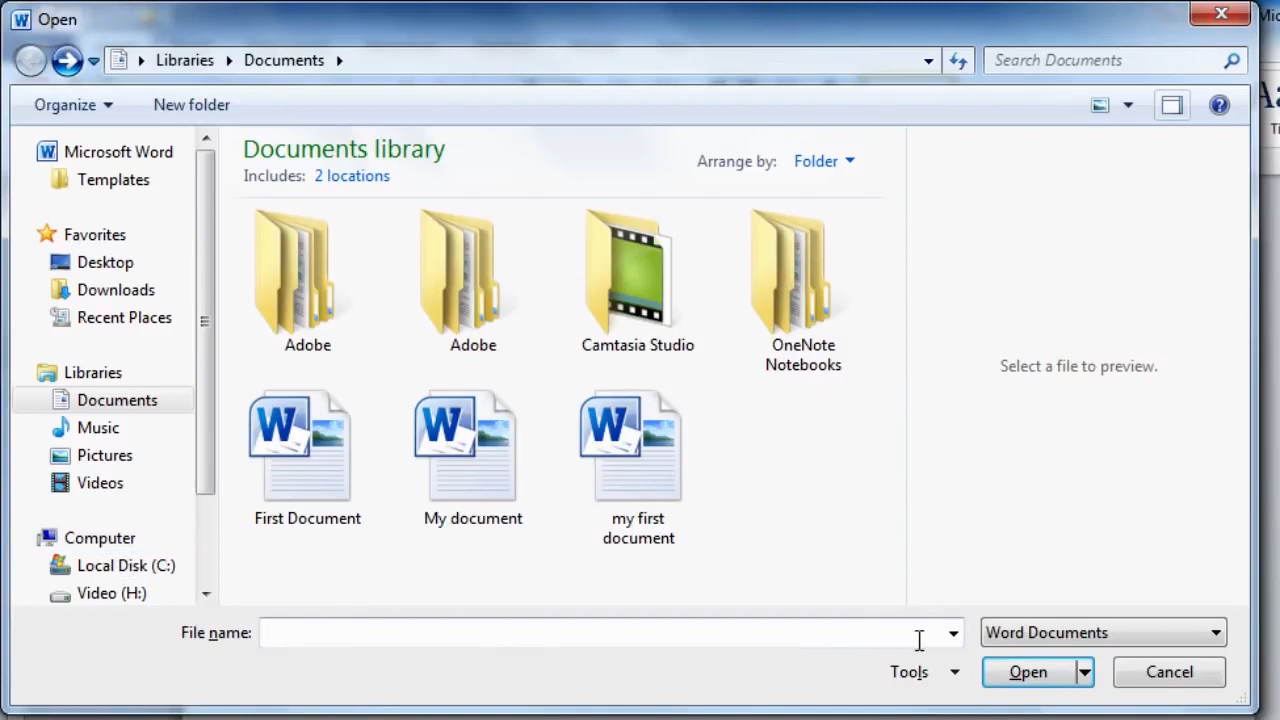 Open
Mic
Libraries
Documents
Search Documents
Organize
New folder
Microsoft Word
Templates
Favorites
Desktop
Downloads
Recent Places
Libraries
Documents
Music
Pictures
Videos
Computer
Local Disk (C:)
Video (H:)
Documents library
Includes: 2 locations
Arrange by: Folder
Adobe
Adobe
Camtasia Studio
OneNote
Notebooks
First Document
My document
my first
document
Select a file to preview.
File name:
Word Documents
Tools
Open
Cancel